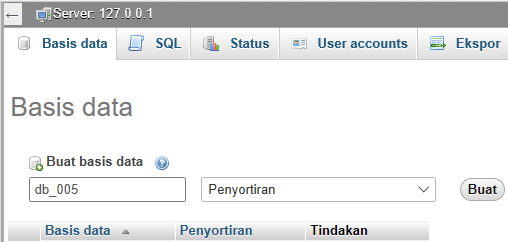 Server: 127.0.0.1
Basis data SQL Status User accounts Ekspor
Basis data
Buat basis data
db_005 Penyortiran Buat
Basis data Penyortiran Tindakan